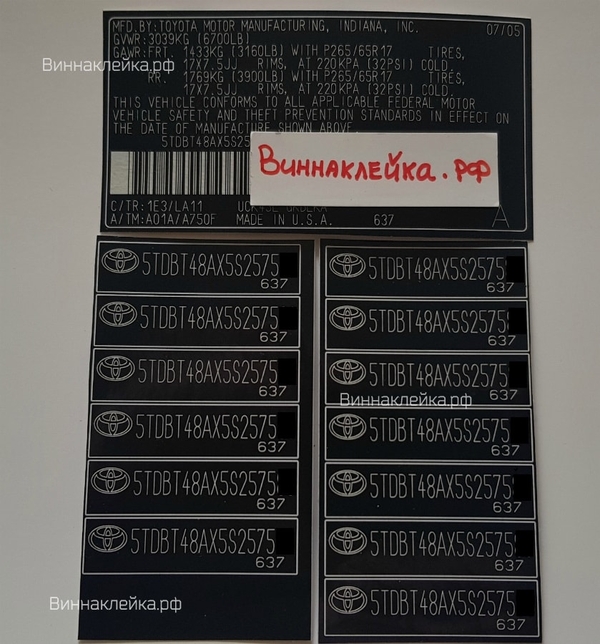 MFD.BY:TOYOTA MOTOR MANUFACTURING, INDIANA, INC. 07/05
GVWR:3039KG (6700LB)
GAWR:FRT. 1433KG (3160LB) WITH P265/65R17 TIRES,
17X7.5JJ RIMS, AT 220KPA (32PSI) COLD.
RR. 1769KG (3900LB) WITH P265/65R17 TIRES,
17X7.5JJ RIMS, AT 220KPA (32PSI) COLD.
THIS VEHICLE CONFORMS TO ALL APPLICABLE FEDERAL MOTOR
VEHICLE SAFETY AND THEFT PREVENTION STANDARDS IN EFFECT ON
THE DATE OF MANUFACTURE SHOWN ABOVE.
5TDBT48AX5S25
Виннаклейка.рф
Виннаклейка.рф
C/TR:1E3/LA11
A/TM:A01A/A750F MADE IN U.S.A. 637 A
5TDBT48AX5S2575
637
5TDBT48AX5S2575
637
5TDBT48AX5S2575
637
5TDBT48AX5S2575
637
5TDBT48AX5S2575
637
5TDBT48AX5S2575
637
Виннаклейка.рф
5TDBT48AX5S2575
637
5TDBT48AX5S2575
637
5TDBT48AX5S2575
637
Виннаклейка.рф
5TDBT48AX5S2575
637
5TDBT48AX5S2575
637
5TDBT48AX5S2575
637
5TDBT48AX5S2575
637